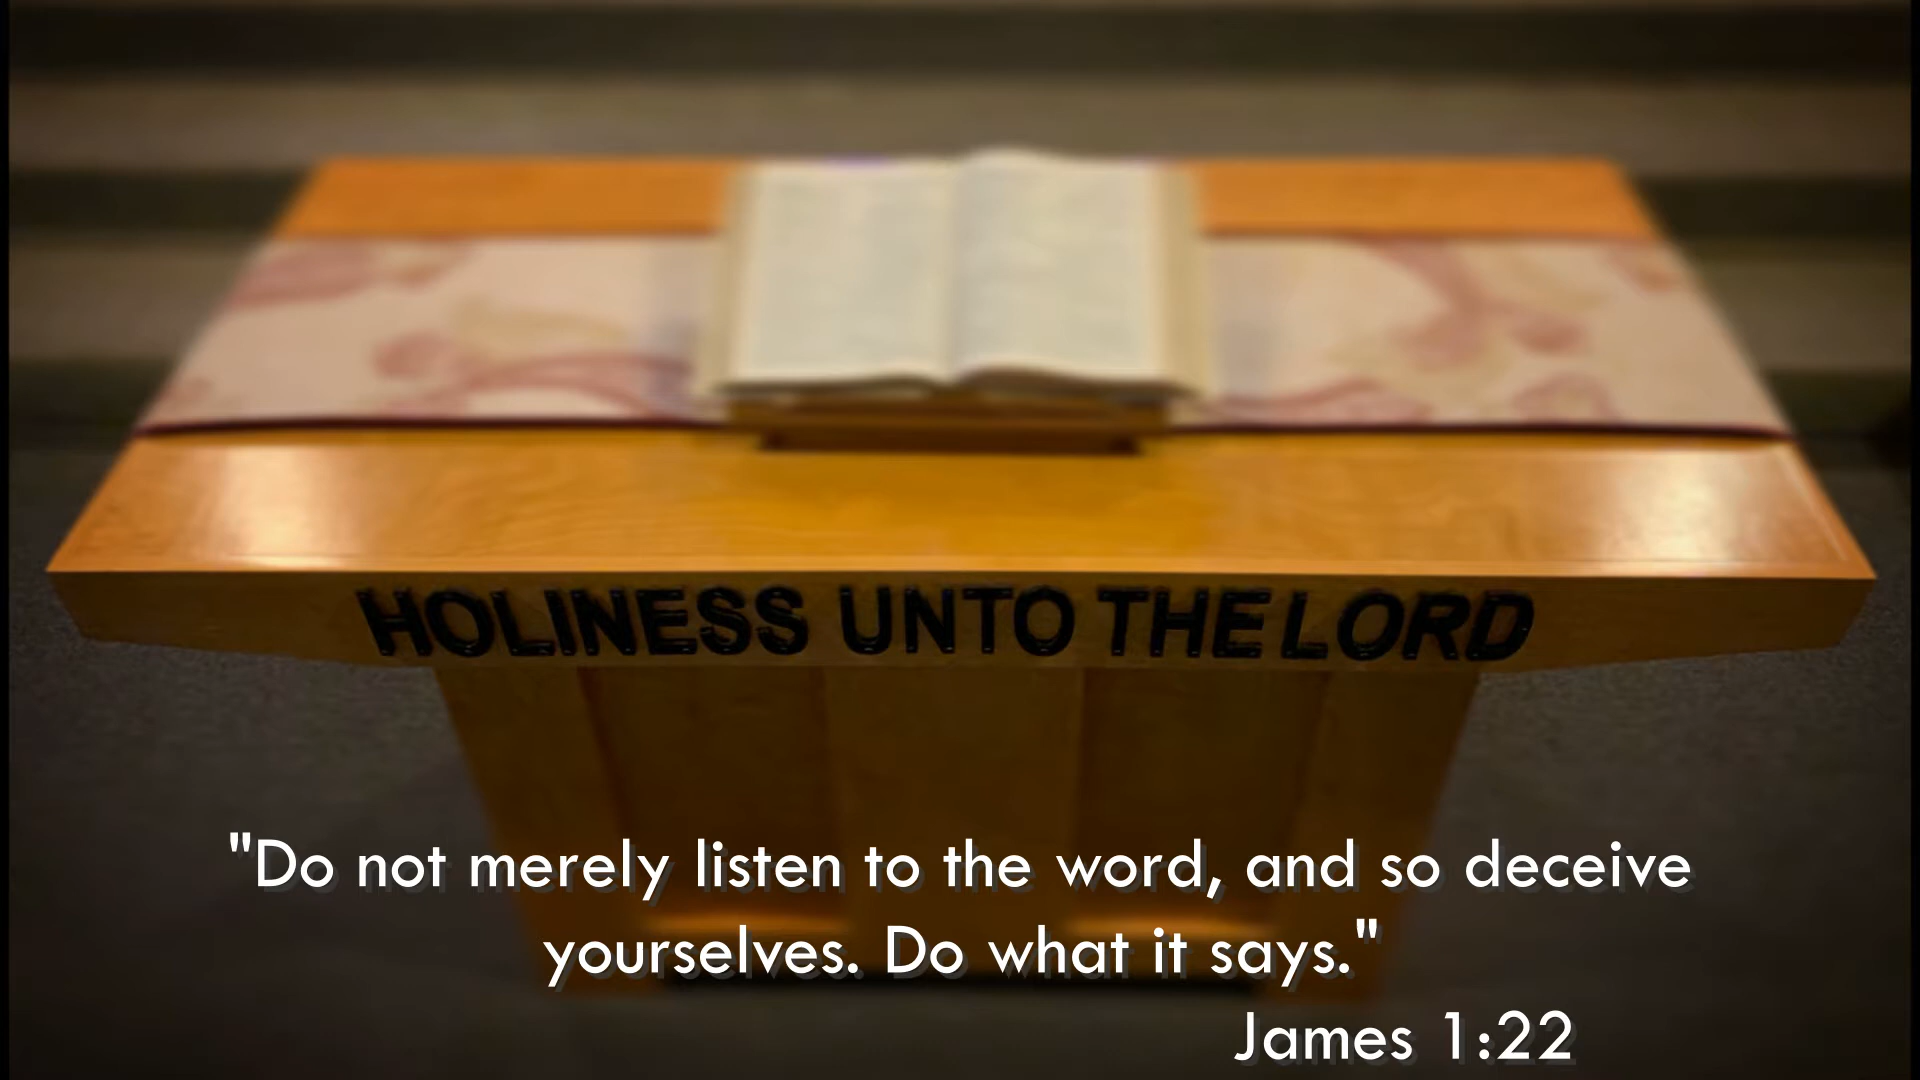 HOLINESS UNTO THE LORD
"Do not merely listen to the word, and so deceive
yourselves. Do what it says."
James 1:22